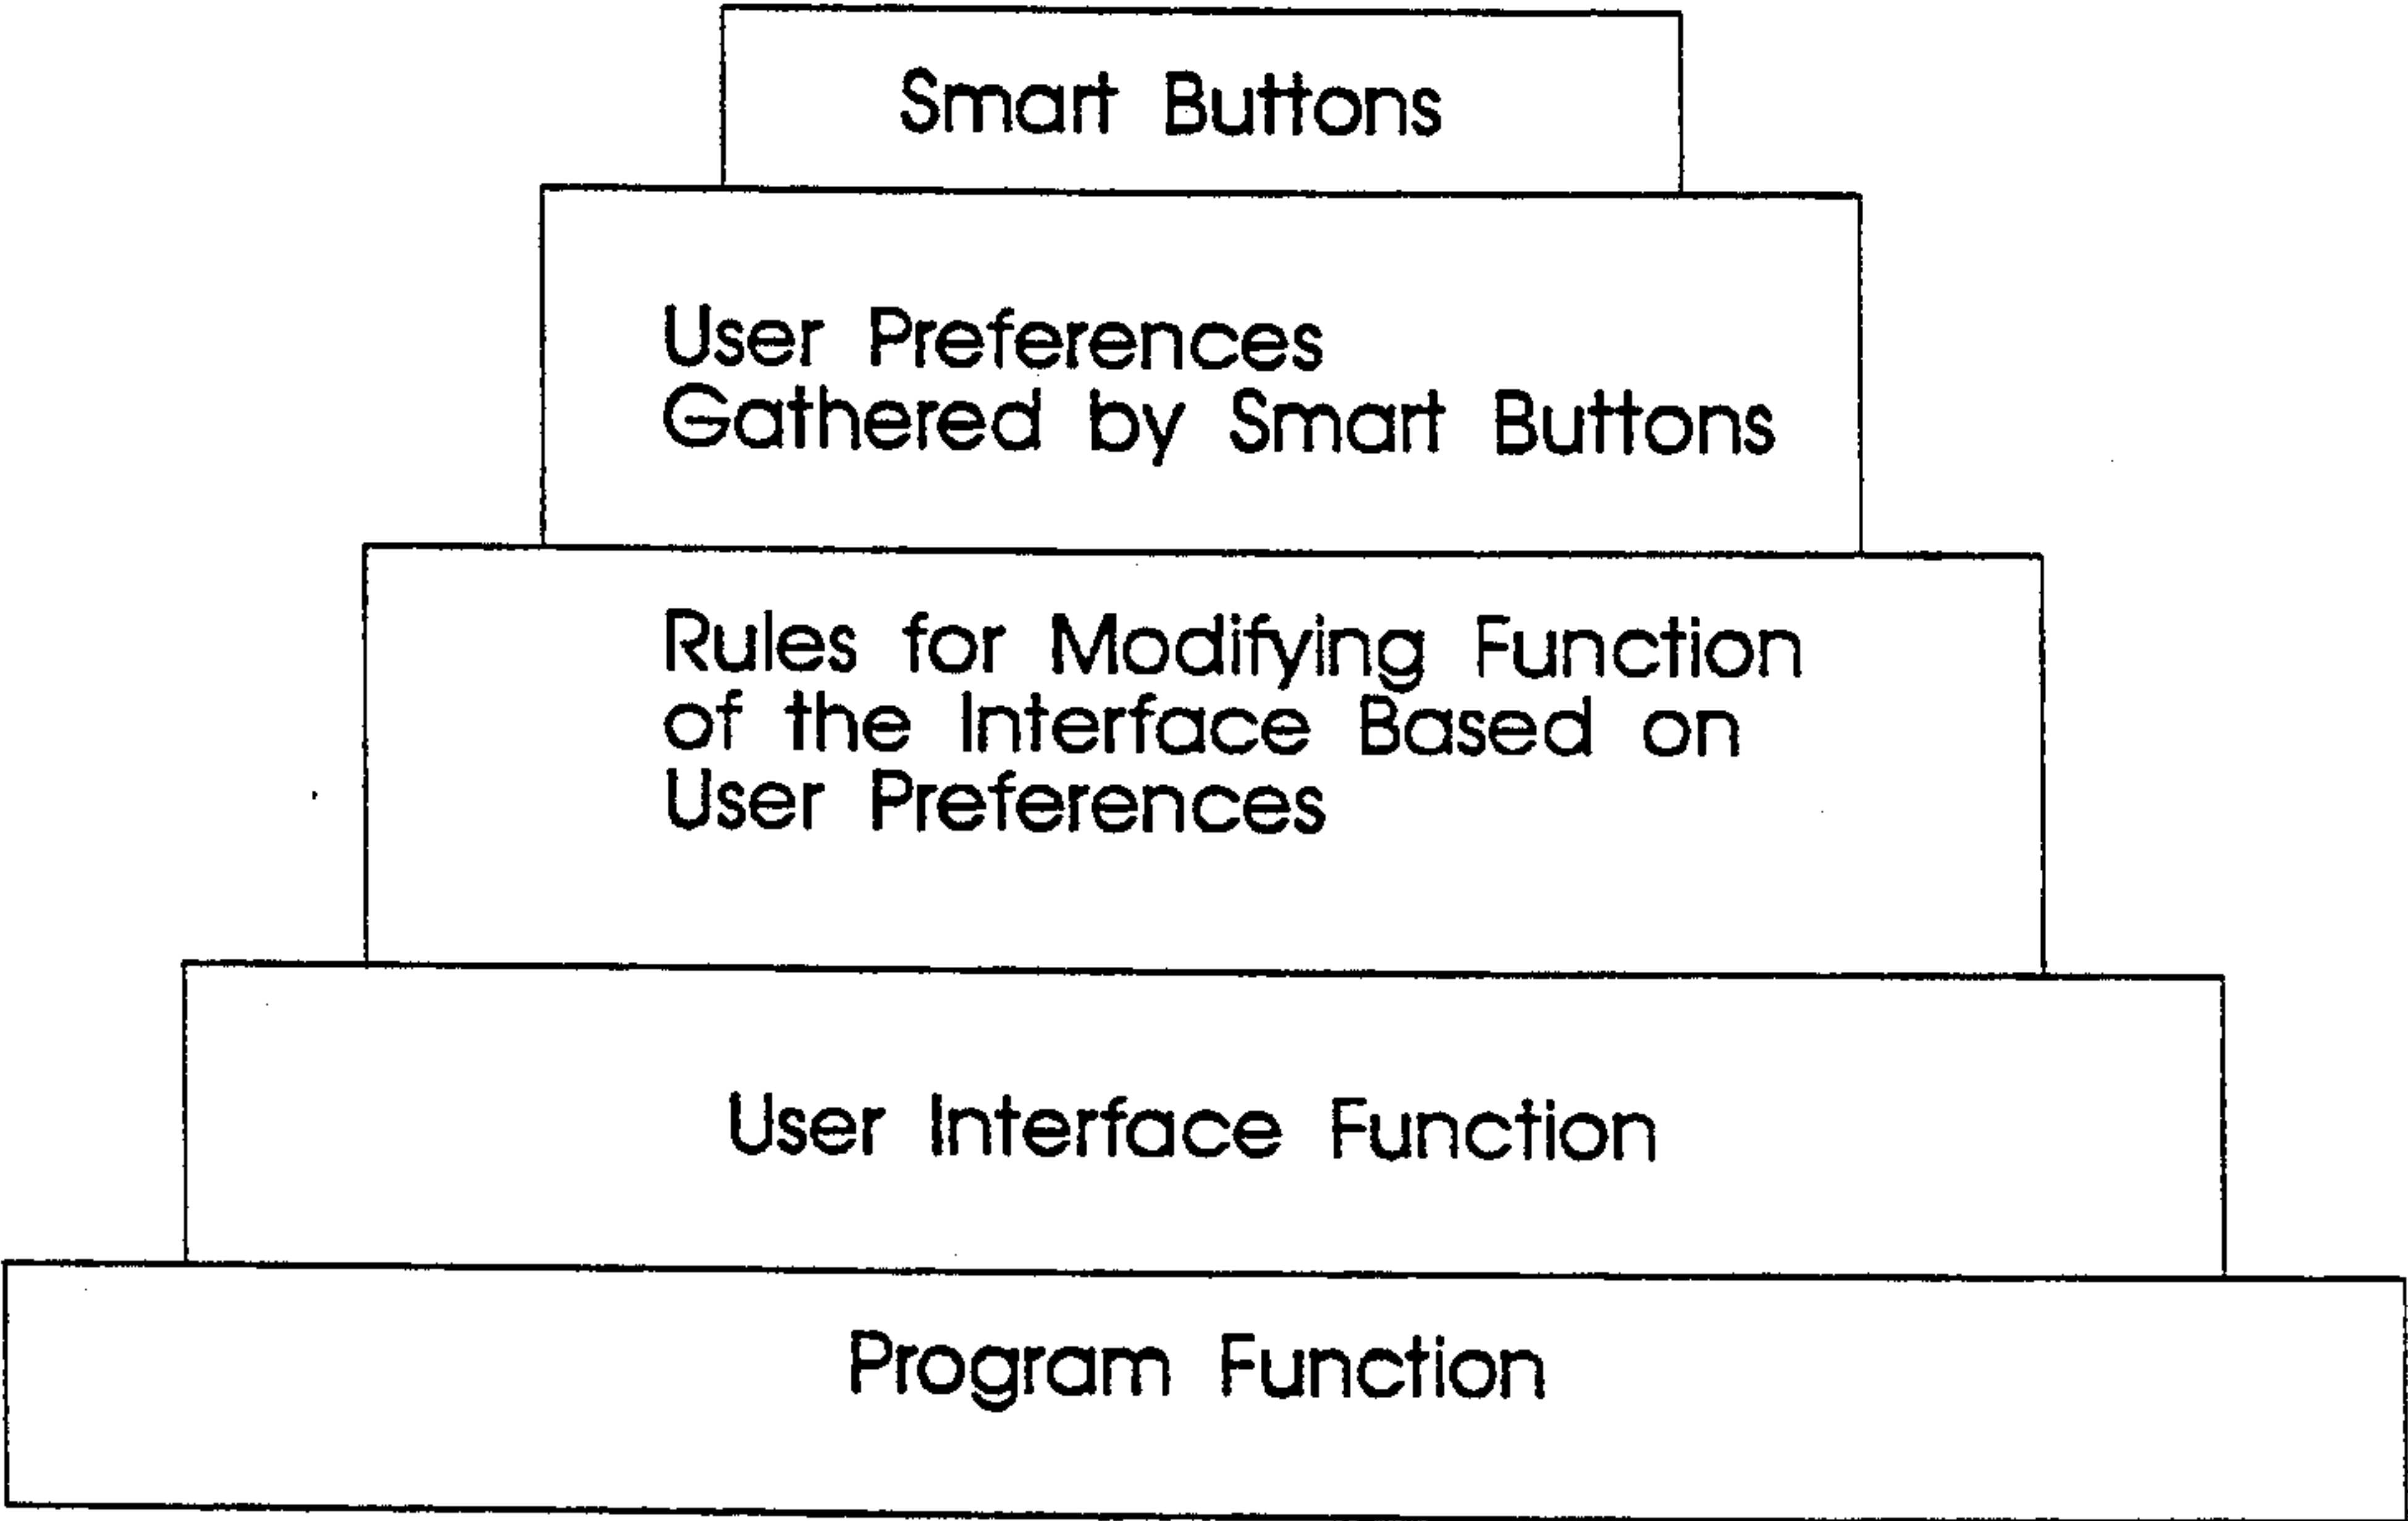 Smart Buttons
User Preferences
Gathered by Smart Buttons
Rules for Modifying Function
of the Interface Based on
User Preferences
User Interface Function
Program Function